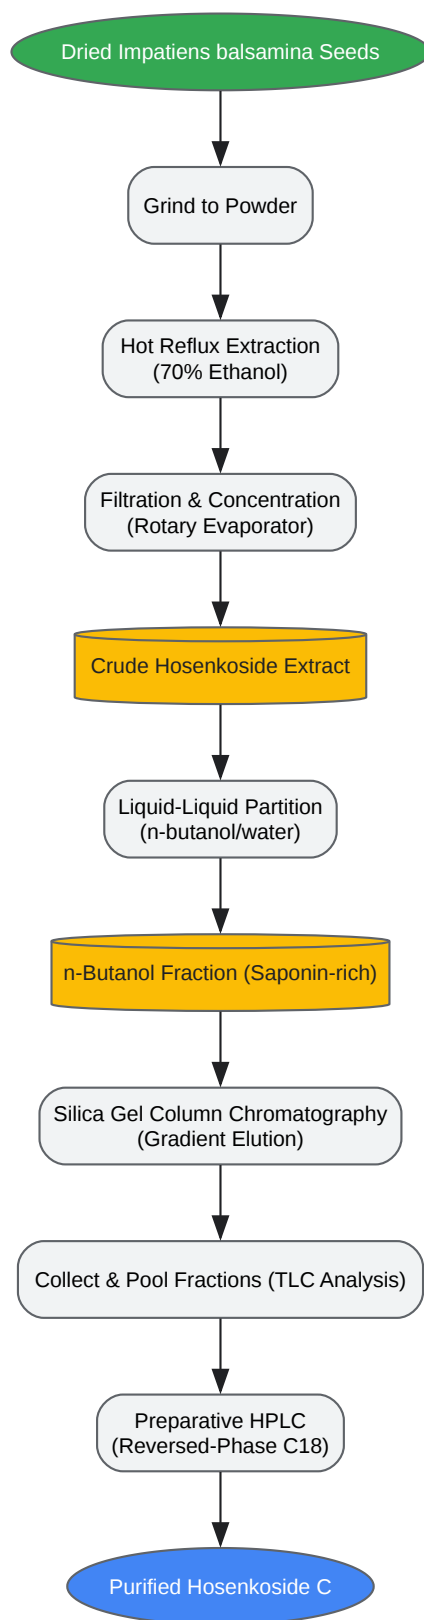 Dried Impatiens balsamina Seeds
Grind to Powder
Hot Reflux Extraction
(70% Ethanol)
Filtration & Concentration
(Rotary Evaporator)
Crude Hosenkoside Extract
Liquid-Liquid Partition
(n-butanol/water)
n-Butanol Fraction (Saponin-rich)
Silica Gel Column Chromatography
(Gradient Elution)
Collect & Pool Fractions (TLC Analysis)
Preparative HPLC
(Reversed-Phase C18)
Purified Hosenkoside C